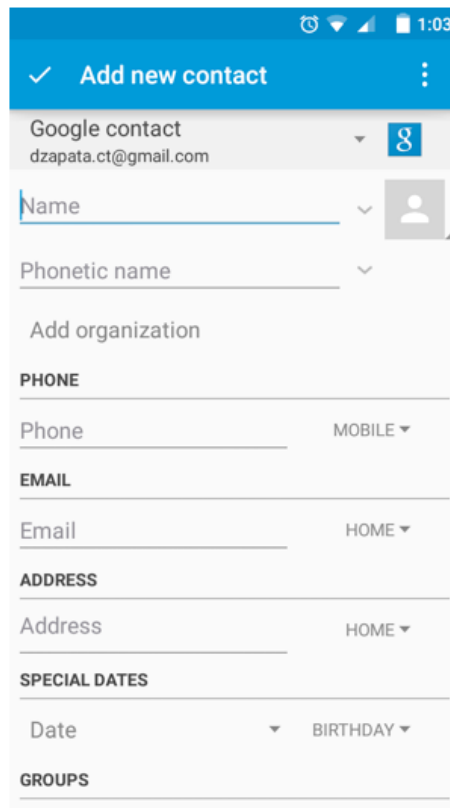 1:03
Add new contact
Google contact
dzapata.ct@gmail.com
g
Name
Phonetic name
Add organization
PHONE
Phone MOBILE
EMAIL
Email HOME
ADDRESS
Address HOME
SPECIAL DATES
Date BIRTHDAY
GROUPS